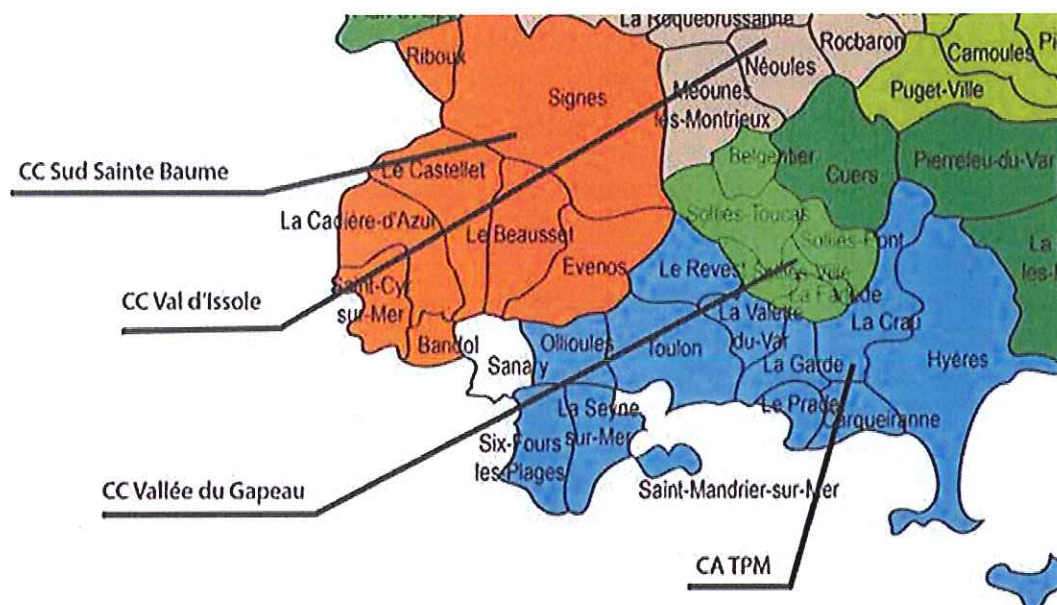 La Roquebrussanne
Riboux
Rocbaron
Camoules
Néoules
Signes
Méounes
les-Montrieux
Puget-Ville
CC Sud Sainte Baume
Le Castellet
Belgentier
Cuers
Pierrefeu-du-Var
La Cadière-d'Azur
Le Beausset
Solliès-Toucas
Solliès-Pont
Evenos
Le Revest
Solliès-Ville
La
les-
CC Val d'Issole
Saint-Cyr
sur-Mer
La Farlède
La Valette
du-Var
La Crau
Hyères
Bandol
Sanary
Ollioules
Toulon
La Garde
Le Pradet
Carqueiranne
La Seyne
sur-Mer
Six-Fours
les-Plages
CC Vallée du Gapeau
Saint-Mandrier-sur-Mer
CA TPM